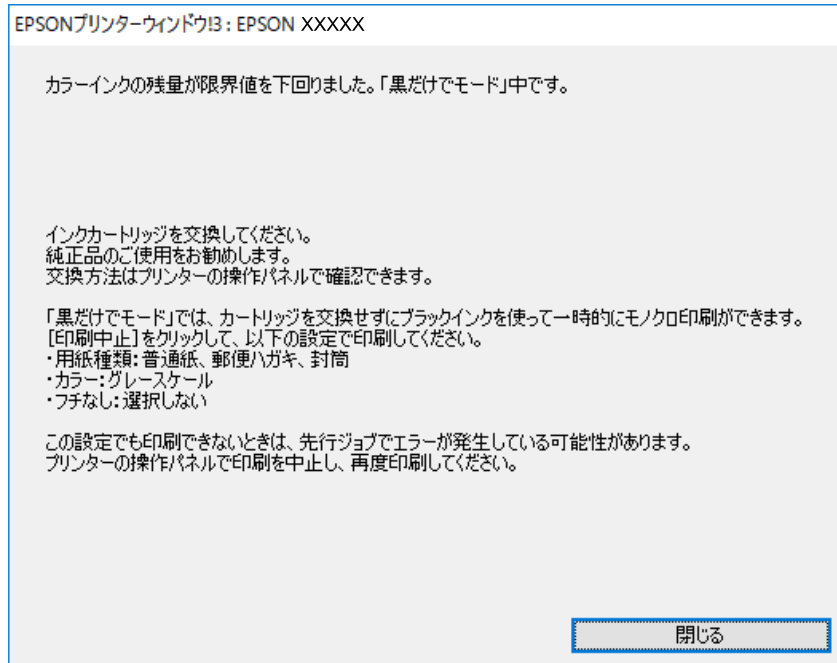 EPSONプリンターウィンドウ!3 : EPSON XXXXX
カラーインクの残量が限界値を下回りました。「黒だけでモード」中です。
インクカートリッジを交換してください。
純正品のご使用をお勧めします。
交換方法はプリンターの操作パネルで確認できます。
「黒だけでモード」では、カートリッジを交換せずにブラックインクを使って一時的にモノクロ印刷ができます。
[印刷中止]をクリックして、以下の設定で印刷してください。
・用紙種類：普通紙、郵便ハガキ、封筒
・カラー：グレースケール
・フチなし：選択しない
この設定でも印刷できないときは、先行ジョブでエラーが発生している可能性があります。
プリンターの操作パネルで印刷を中止し、再度印刷してください。
閉じる